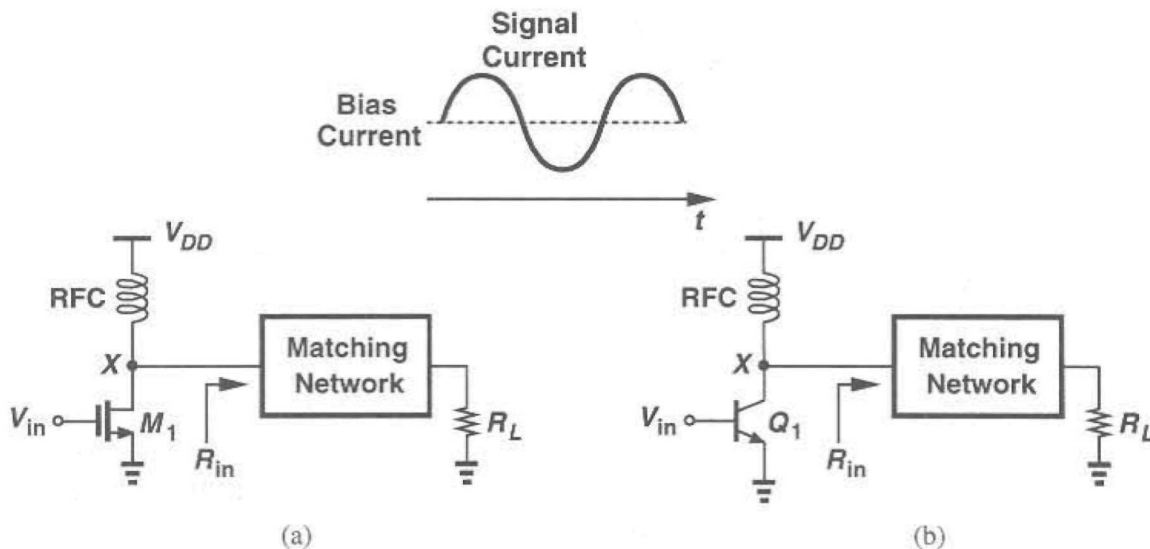 Signal
Current
Bias
Current
t
V_DD
RFC
X
Matching
Network
V_in
M_1
R_in
R_L
(a)
V_DD
RFC
X
Matching
Network
V_in
Q_1
R_in
R_L
(b)